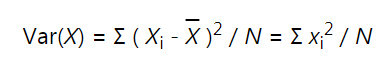 Var(X) = Σ ( Xᵢ - X̅ )² / N = Σ xᵢ² / N